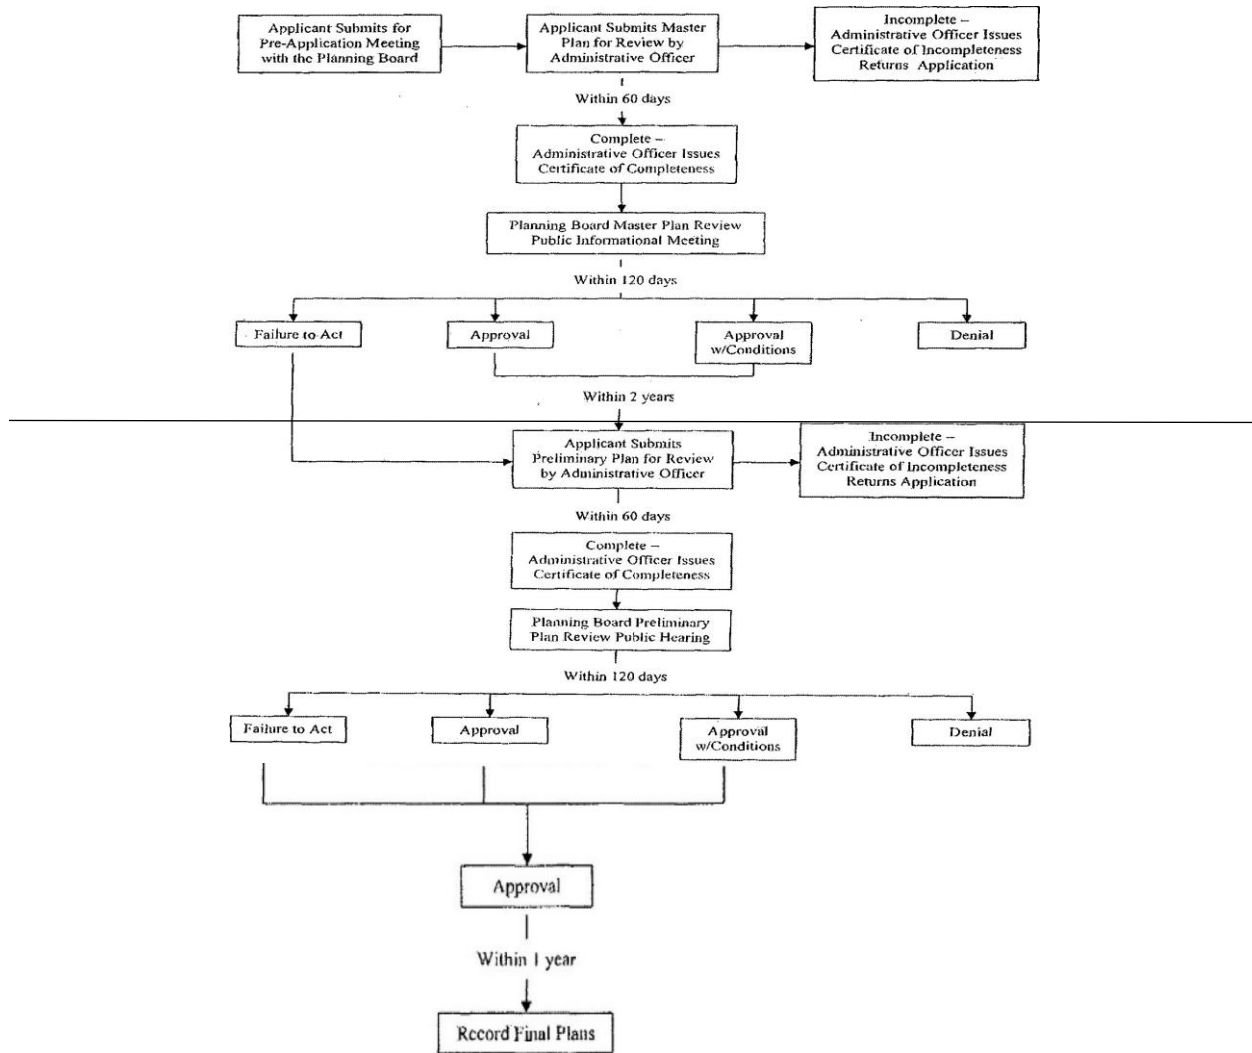 Applicant Submits for
Pre-Application Meeting
with the Planning Board
Applicant Submits Master
Plan for Review by
Administrative Officer
Incomplete –
Administrative Officer Issues
Certificate of Incompleteness
Returns Application
Within 60 days
Complete –
Administrative Officer Issues
Certificate of Completeness
Planning Board Master Plan Review
Public Informational Meeting
Within 120 days
Failure to Act
Approval
Approval
w/Conditions
Denial
Within 2 years
Applicant Submits
Preliminary Plan for Review
by Administrative Officer
Incomplete –
Administrative Officer Issues
Certificate of Incompleteness
Returns Application
Within 60 days
Complete –
Administrative Officer Issues
Certificate of Completeness
Planning Board Preliminary
Plan Review Public Hearing
Within 120 days
Failure to Act
Approval
Approval
w/Conditions
Denial
Approval
Within 1 year
Record Final Plans